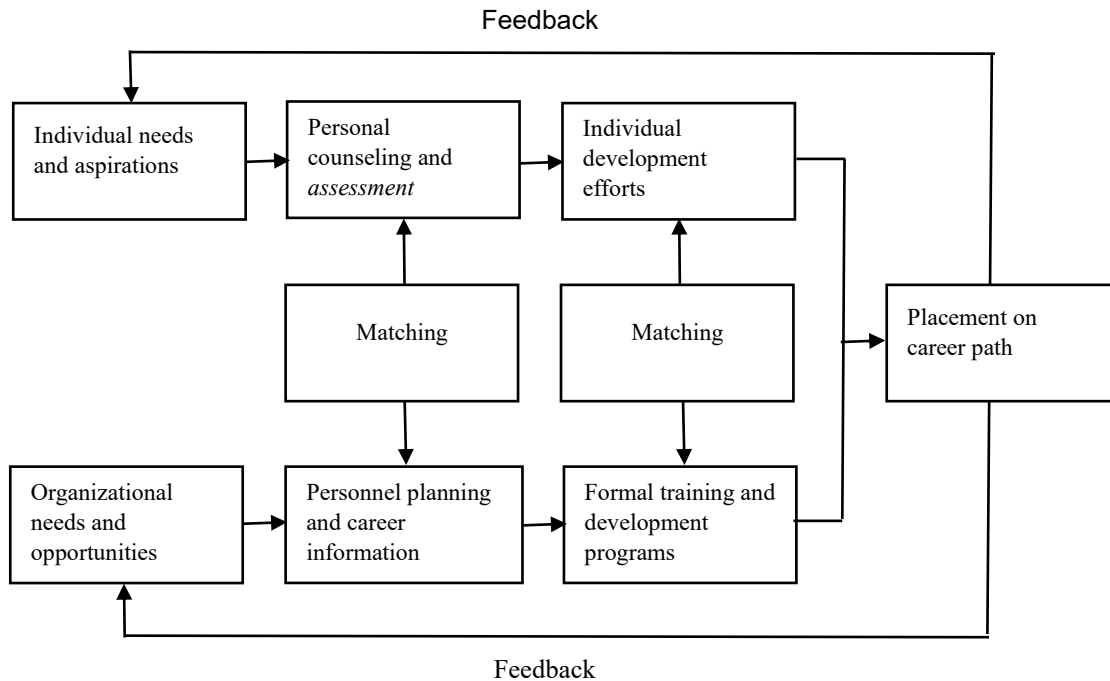 Feedback
Individual needs
and aspirations
Personal
counseling and
assessment
Individual
development
efforts
Matching
Matching
Placement on
career path
Organizational
needs and
opportunities
Personnel planning
and career
information
Formal training and
development
programs
Feedback